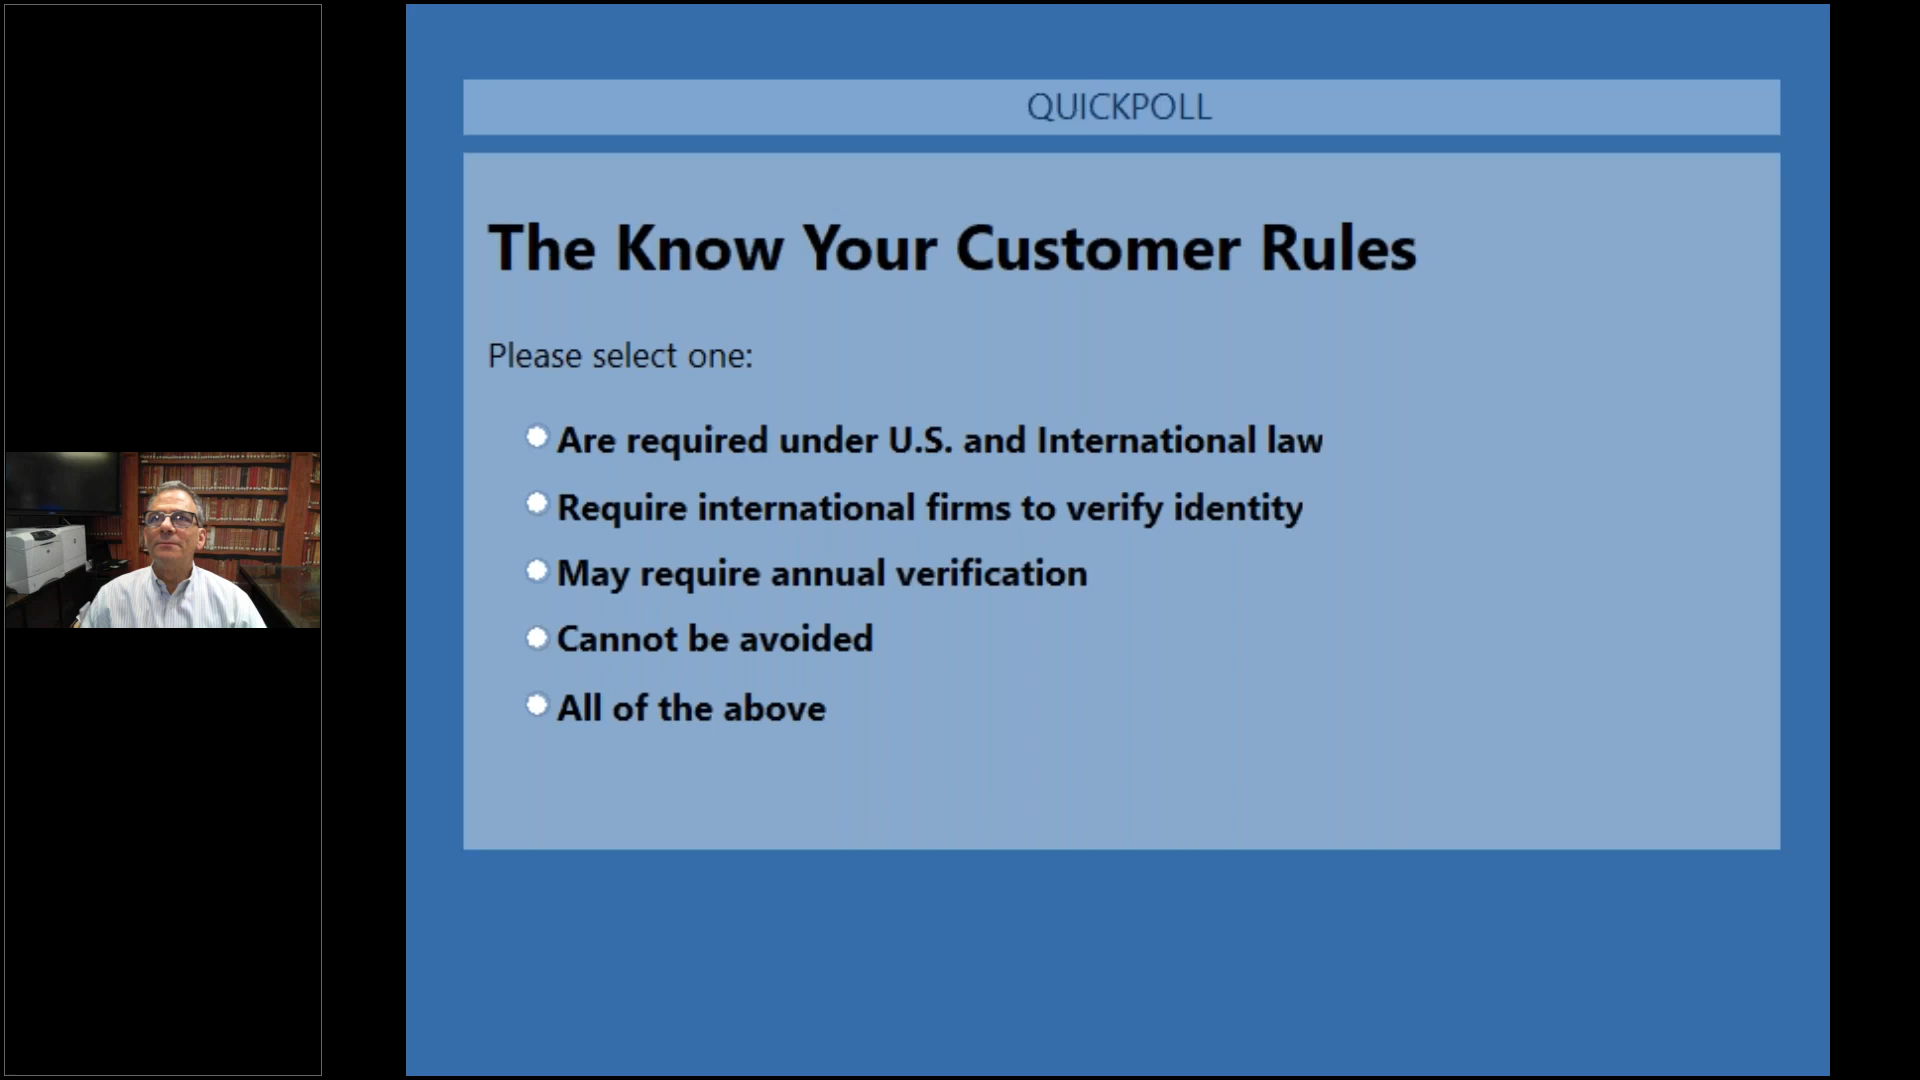 QUICKPOLL
The Know Your Customer Rules
Please select one:
Are required under U.S. and International law
Require international firms to verify identity
May require annual verification
Cannot be avoided
All of the above